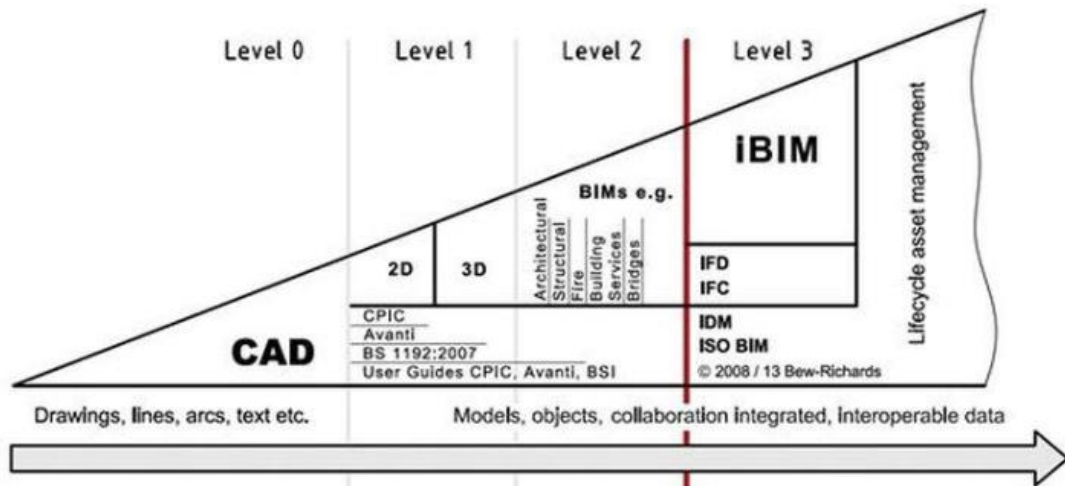 Level 0
Level 1
Level 2
Level 3
iBIM
Lifecycle asset management
BIMs e.g.
Architectural
Structural
Fire
Building
Services
Bridges
2D
3D
IFD
IFC
CAD
CPIC
Avanti
BS 1192:2007
User Guides CPIC, Avanti, BSI
IDM
ISO BIM
© 2008 / 13 Bew-Richards
Drawings, lines, arcs, text etc.
Models, objects, collaboration integrated, interoperable data